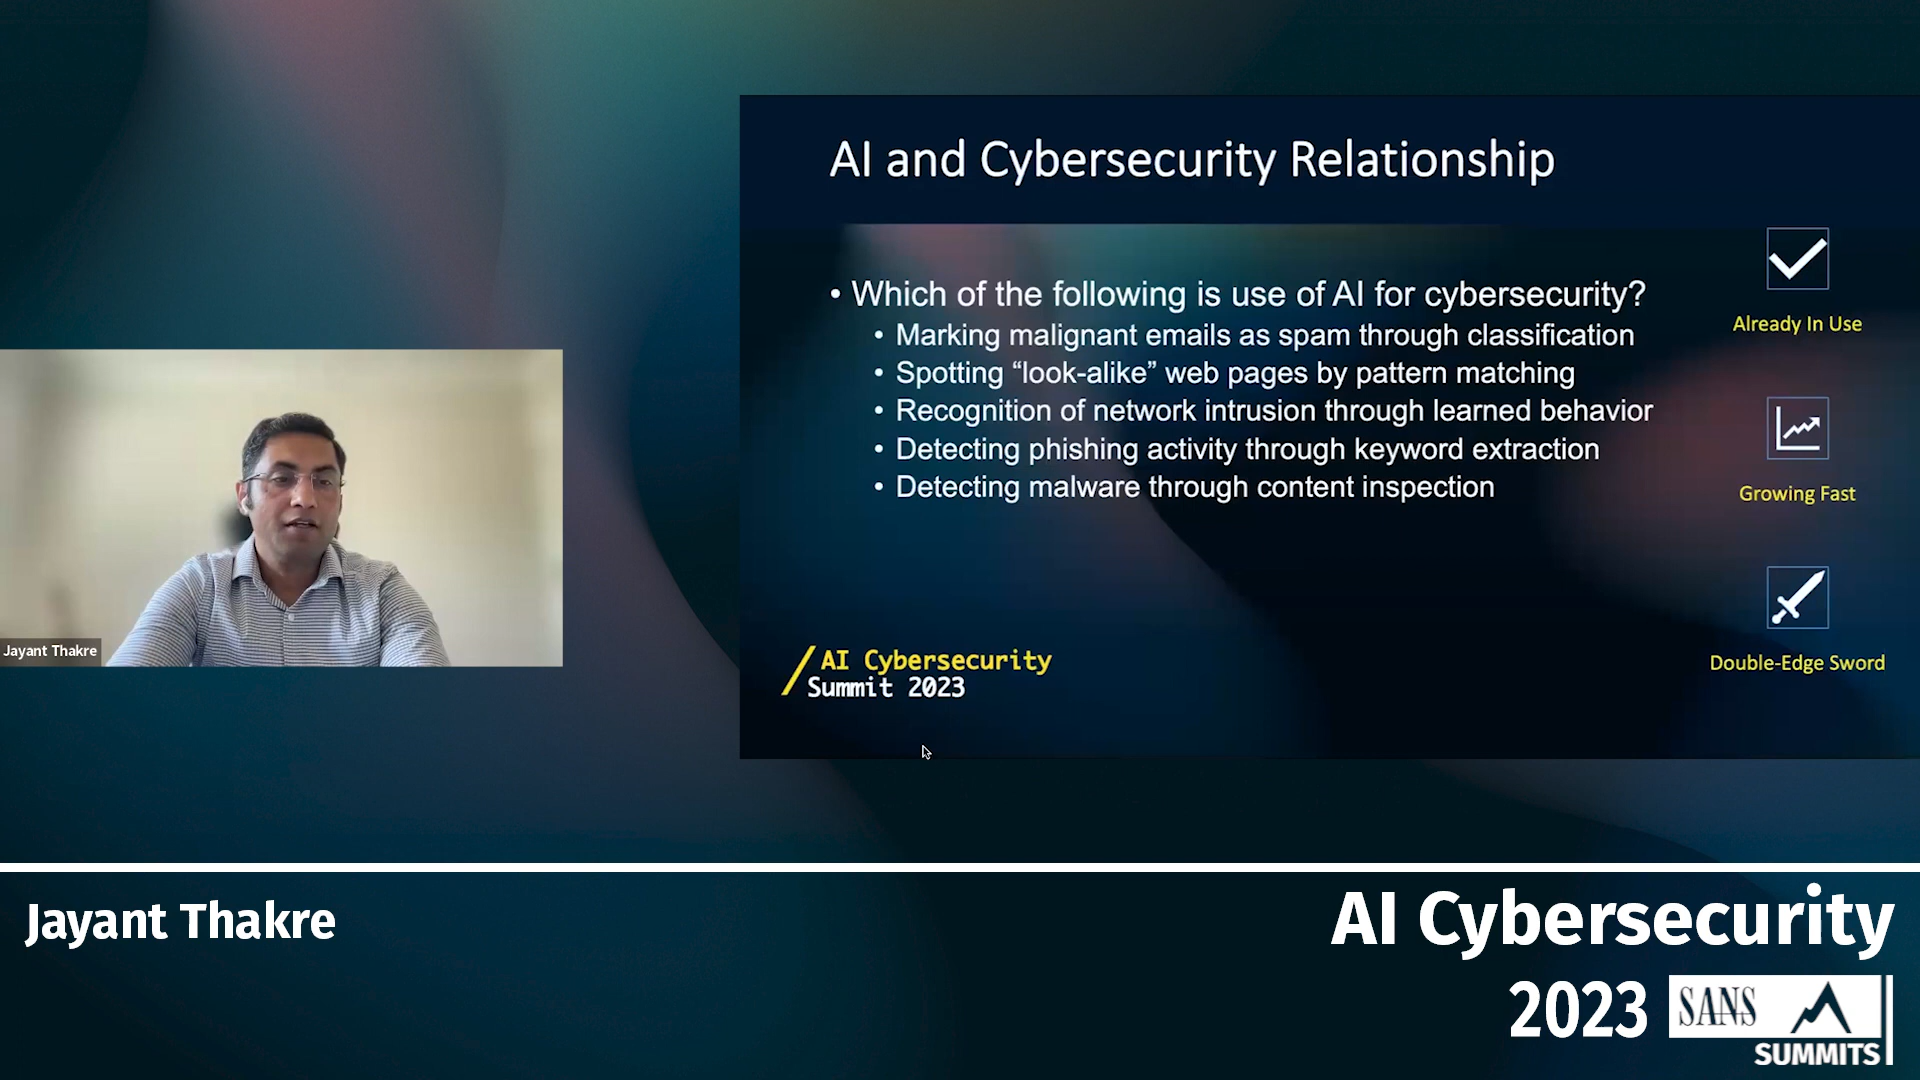 AI and Cybersecurity Relationship
• Which of the following is use of AI for cybersecurity?
• Marking malignant emails as spam through classification
• Spotting “look-alike” web pages by pattern matching
• Recognition of network intrusion through learned behavior
• Detecting phishing activity through keyword extraction
• Detecting malware through content inspection
Already In Use
Growing Fast
Double-Edge Sword
AI Cybersecurity
Summit 2023
Jayant Thakre
Jayant Thakre
AI Cybersecurity
2023
SANS
SUMMITS